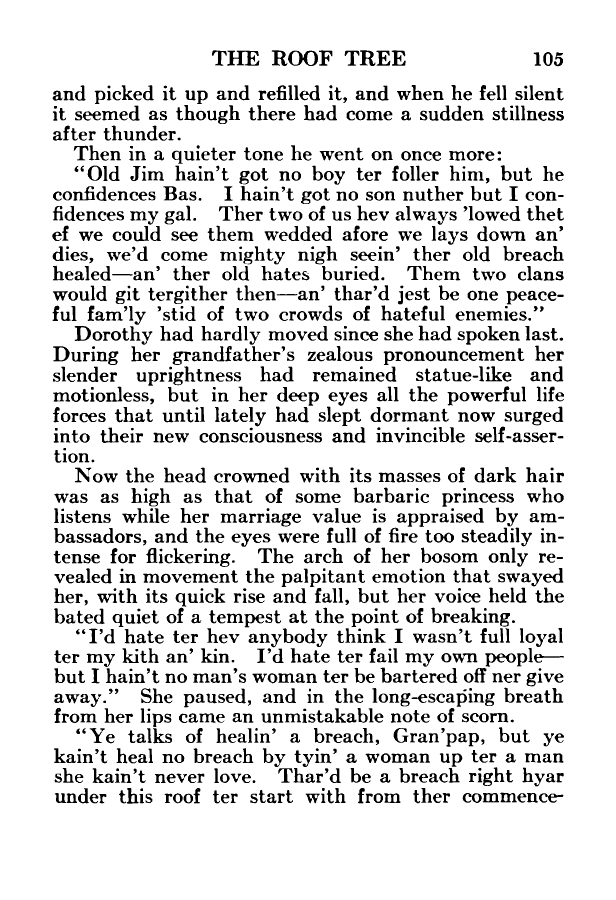 THE ROOF TREE 105
and picked it up and refilled it, and when he fell silent
it seemed as though there had come a sudden stillness
after thunder.
Then in a quieter tone he went on once more:
"Old Jim hain't got no boy ter foller him, but he
confidences Bas. I hain't got no son nuther but I con-
fidences my gal. Ther two of us hev always 'lowed thet
ef we could see them wedded afore we lays down an'
dies, we'd come mighty nigh seein' ther old breach
healed—an' ther old hates buried. Them two clans
would git tergither then—an' thar'd jest be one peace-
ful fam'ly 'stid of two crowds of hateful enemies."
Dorothy had hardly moved since she had spoken last.
During her grandfather's zealous pronouncement her
slender uprightness had remained statue-like and
motionless, but in her deep eyes all the powerful life
forces that until lately had slept dormant now surged
into their new consciousness and invincible self-asser-
tion.
Now the head crowned with its masses of dark hair
was as high as that of some barbaric princess who
listens while her marriage value is appraised by am-
bassadors, and the eyes were full of fire too steadily in-
tense for flickering. The arch of her bosom only re-
vealed in movement the palpitant emotion that swayed
her, with its quick rise and fall, but her voice held the
bated quiet of a tempest at the point of breaking.
"I'd hate ter hev anybody think I wasn't full loyal
ter my kith an' kin. I'd hate ter fail my own people—
but I hain't no man's woman ter be bartered off ner give
away." She paused, and in the long-escaping breath
from her lips came an unmistakable note of scorn.
"Ye talks of healin' a breach, Gran'pap, but ye
kain't heal no breach by tyin' a woman up ter a man
she kain't never love. Thar'd be a breach right hyar
under this roof ter start with from ther commence-